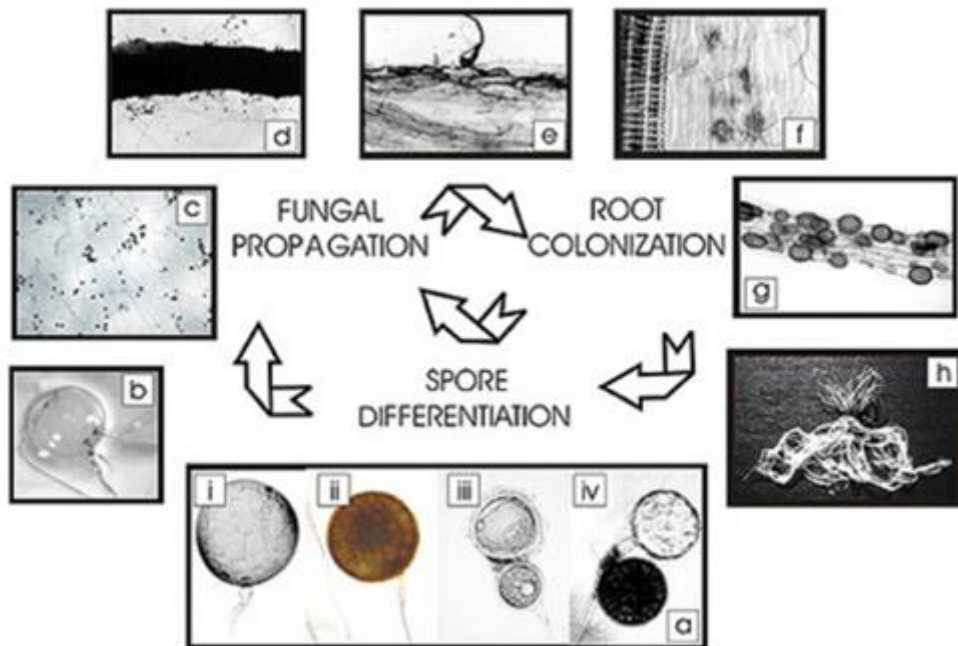 d
e
f
c
FUNGAL
PROPAGATION
ROOT
COLONIZATION
g
b
SPORE
DIFFERENTIATION
h
i
ii
iii
iv
a